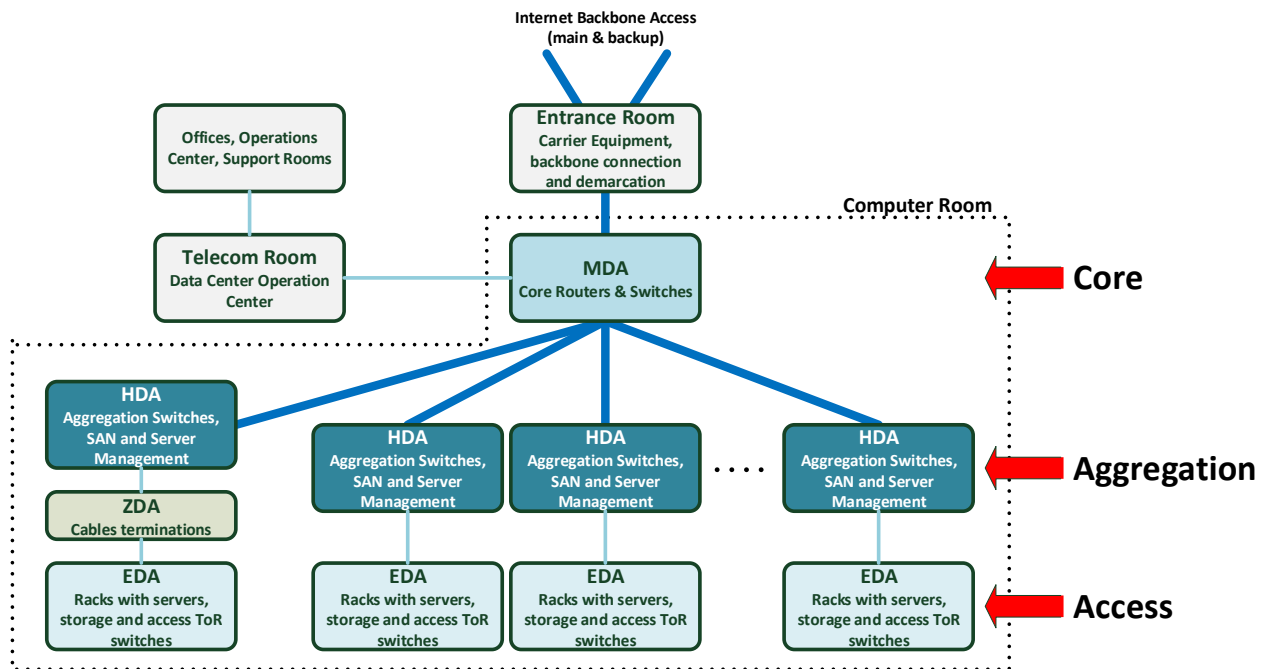 Internet Backbone Access
(main & backup)
Entrance Room
Carrier Equipment,
backbone connection
and demarcation
Offices, Operations
Center, Support Rooms
Computer Room
Telecom Room
Data Center Operation
Center
MDA
Core Routers & Switches
Core
HDA
Aggregation Switches,
SAN and Server
Management
HDA
Aggregation Switches,
SAN and Server
Management
HDA
Aggregation Switches,
SAN and Server
Management
....
HDA
Aggregation Switches,
SAN and Server
Management
Aggregation
ZDA
Cables terminations
EDA
Racks with servers,
storage and access ToR
switches
EDA
Racks with servers,
storage and access ToR
switches
EDA
Racks with servers,
storage and access ToR
switches
EDA
Racks with servers,
storage and access ToR
switches
Access